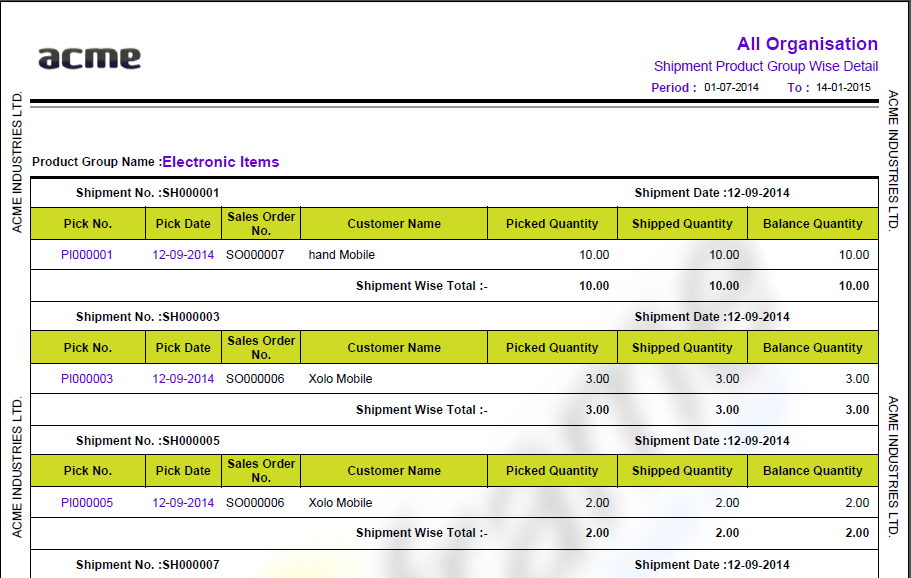 acme
All Organisation
Shipment Product Group Wise Detail
Period : 01-07-2014 To : 14-01-2015
ACME INDUSTRIES LTD.
ACME INDUSTRIES LTD.
Product Group Name :Electronic Items
Shipment No. :SH000001 Shipment Date :12-09-2014
Pick No. Pick Date Sales Order No. Customer Name Picked Quantity Shipped Quantity Balance Quantity
PI000001 12-09-2014 SO000007 hand Mobile 10.00 10.00 10.00
Shipment Wise Total :- 10.00 10.00 10.00
Shipment No. :SH000003 Shipment Date :12-09-2014
Pick No. Pick Date Sales Order No. Customer Name Picked Quantity Shipped Quantity Balance Quantity
PI000003 12-09-2014 SO000006 Xolo Mobile 3.00 3.00 3.00
Shipment Wise Total :- 3.00 3.00 3.00
ACME INDUSTRIES LTD.
ACME INDUSTRIES LTD.
Shipment No. :SH000005 Shipment Date :12-09-2014
Pick No. Pick Date Sales Order No. Customer Name Picked Quantity Shipped Quantity Balance Quantity
PI000005 12-09-2014 SO000006 Xolo Mobile 2.00 2.00 2.00
Shipment Wise Total :- 2.00 2.00 2.00
Shipment No. :SH000007 Shipment Date :12-09-2014